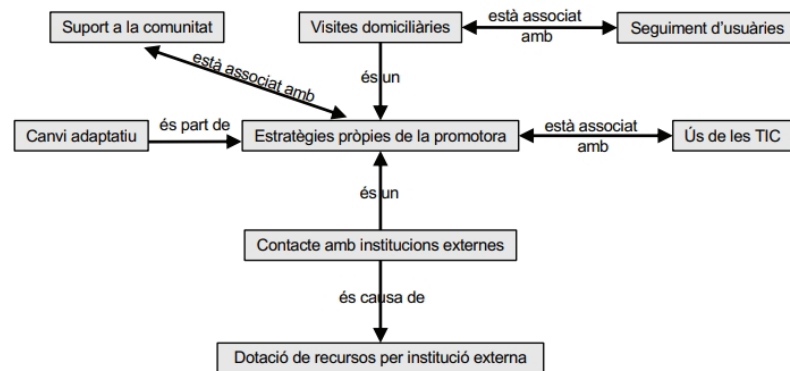 Suport a la comunitat
Visites domiciliàries
està associat
amb
Seguiment d'usuàries
està associat amb
és un
Canvi adaptatiu
és part de
Estratègies pròpies de la promotora
està associat
amb
Ús de les TIC
és un
Contacte amb institucions externes
és causa de
Dotació de recursos per institució externa